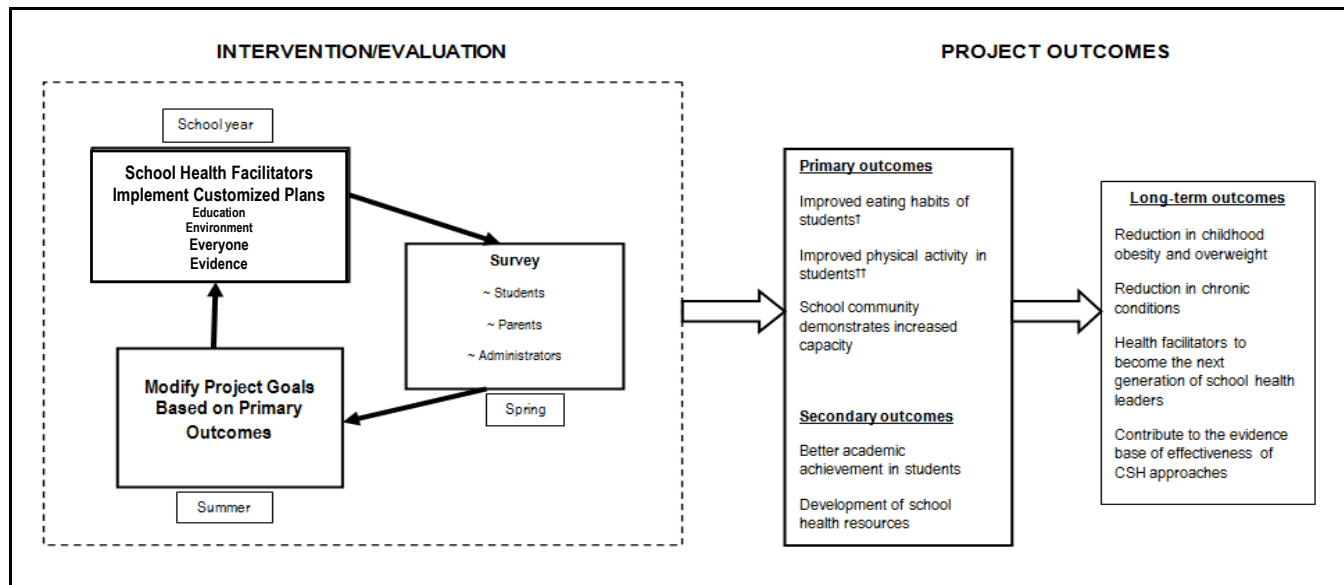 INTERVENTION/EVALUATION
PROJECT OUTCOMES
School year
School Health Facilitators
Implement Customized Plans
Education
Environment
Everyone
Evidence
Survey
~ Students
~ Parents
~ Administrators
Spring
Modify Project Goals
Based on Primary
Outcomes
Summer
Primary outcomes
Improved eating habits of
students†
Improved physical activity in
students††
School community
demonstrates increased
capacity
Secondary outcomes
Better academic
achievement in students
Development of school
health resources
Long-term outcomes
Reduction in childhood
obesity and overweight
Reduction in chronic
conditions
Health facilitators to
become the next
generation of school health
leaders
Contribute to the evidence
base of effectiveness of
CSH approaches